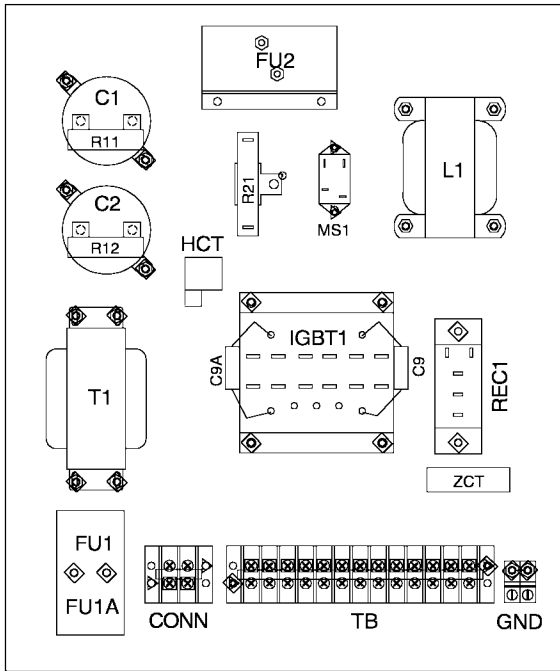 C1
R11
FU2
L1
C2
R12
R21
MS1
HCT
IGBT1
C9A
C9
REC1
T1
ZCT
FU1
FU1A
CONN
TB
GND